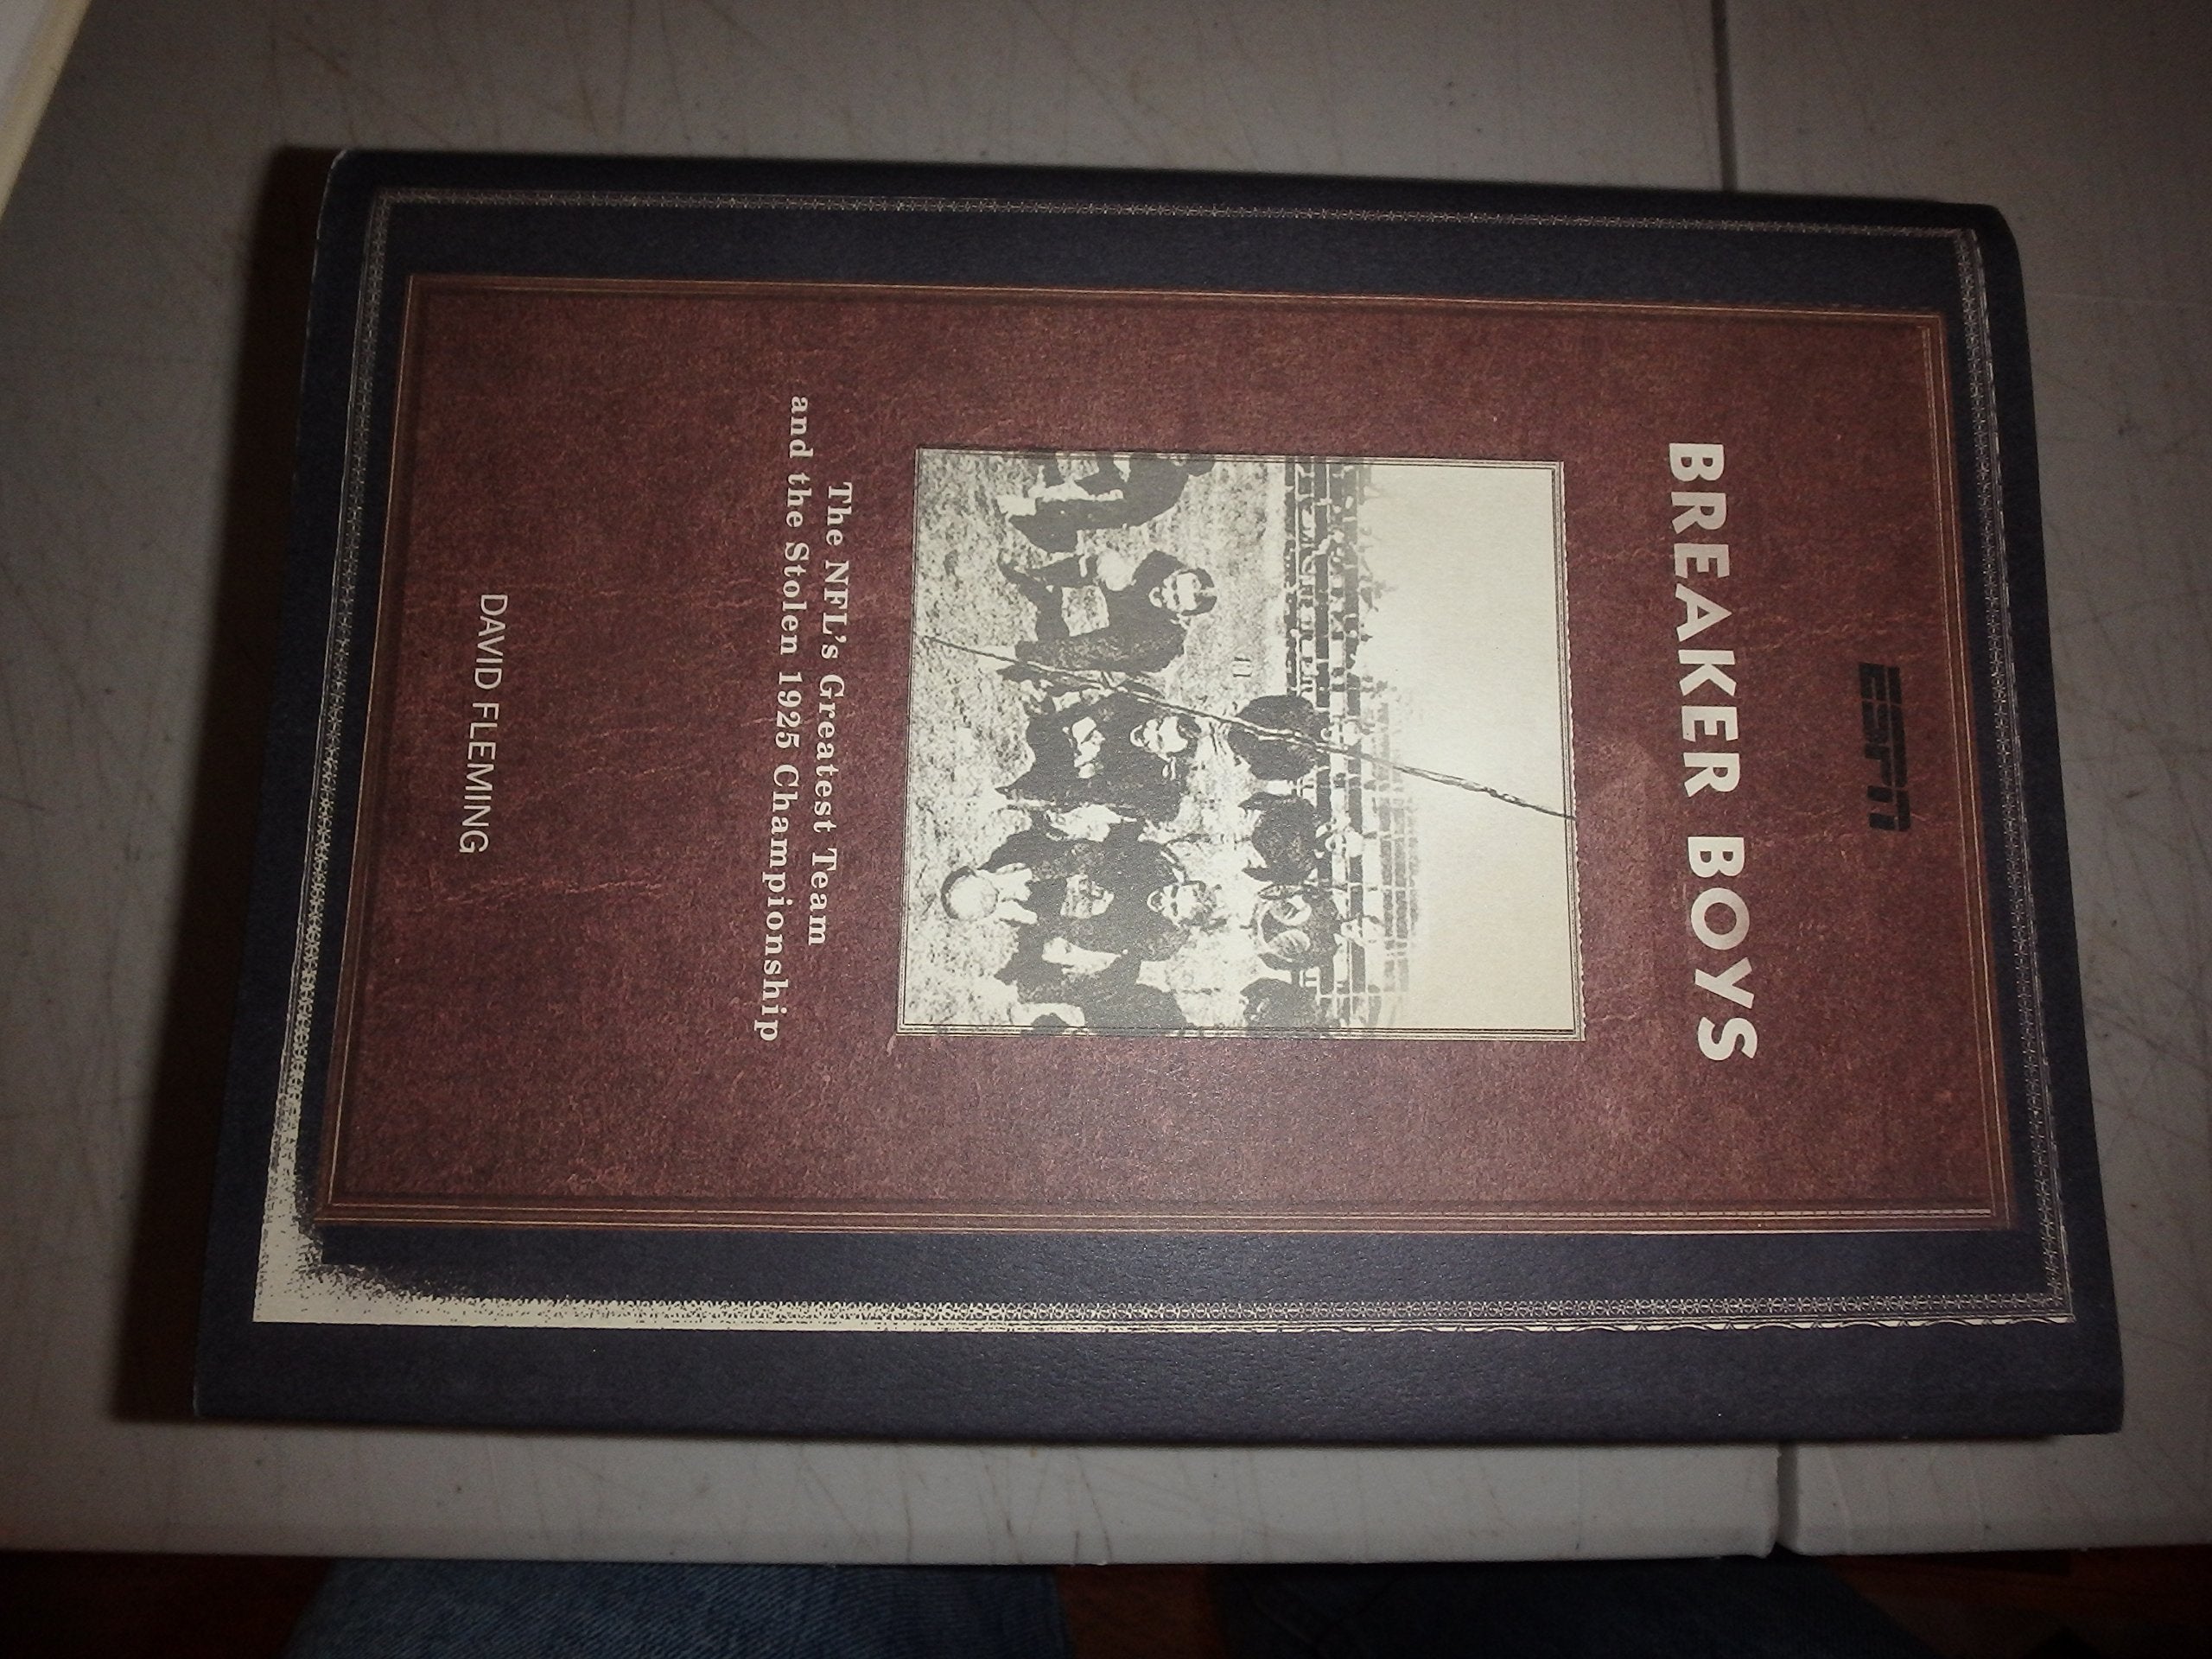 ESPN
BREAKER BOYS
The NFL's Greatest Team
and the Stolen 1925 Championship
DAVID FLEMING